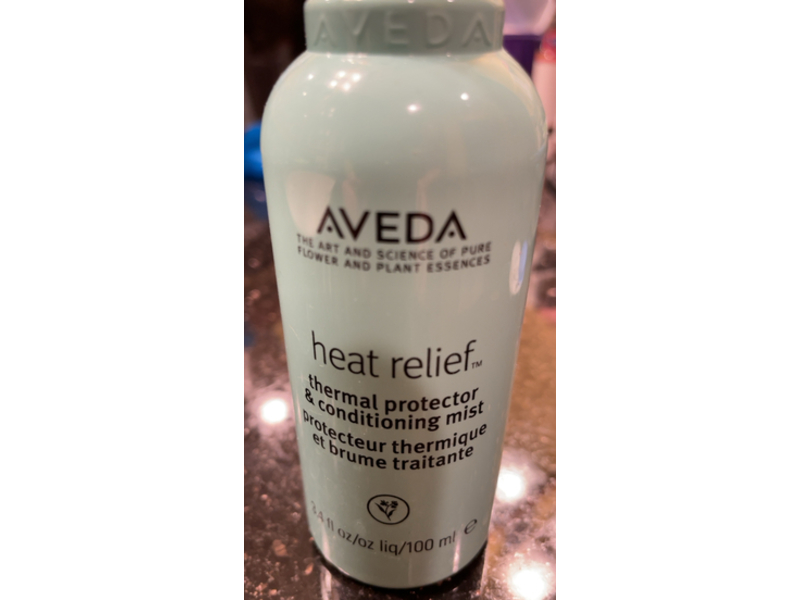 AVEDA
AVEDA
THE ART AND SCIENCE OF PURE
FLOWER AND PLANT ESSENCES
heat relief™
thermal protector
& conditioning mist
protecteur thermique
et brume traitante
3.4 fl oz/oz liq/100 ml ℮